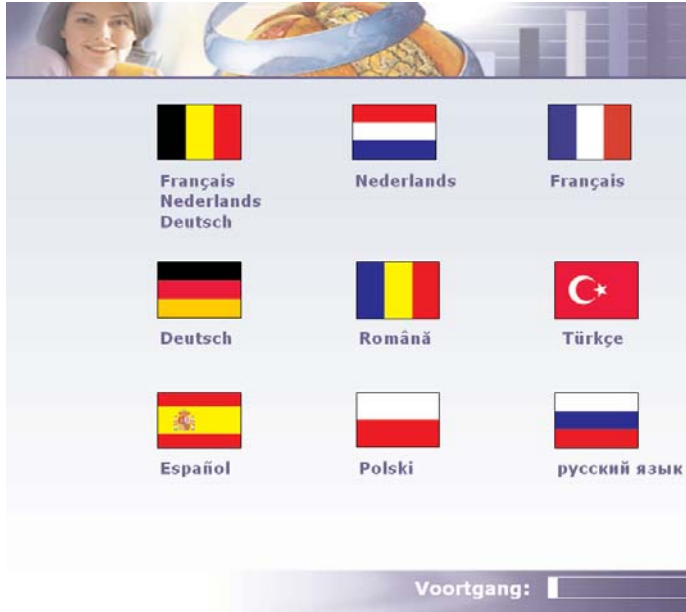 Français
Nederlands
Deutsch
Nederlands
Français
Deutsch
Română
Türkçe
Español
Polski
русский язык
Voortgang: